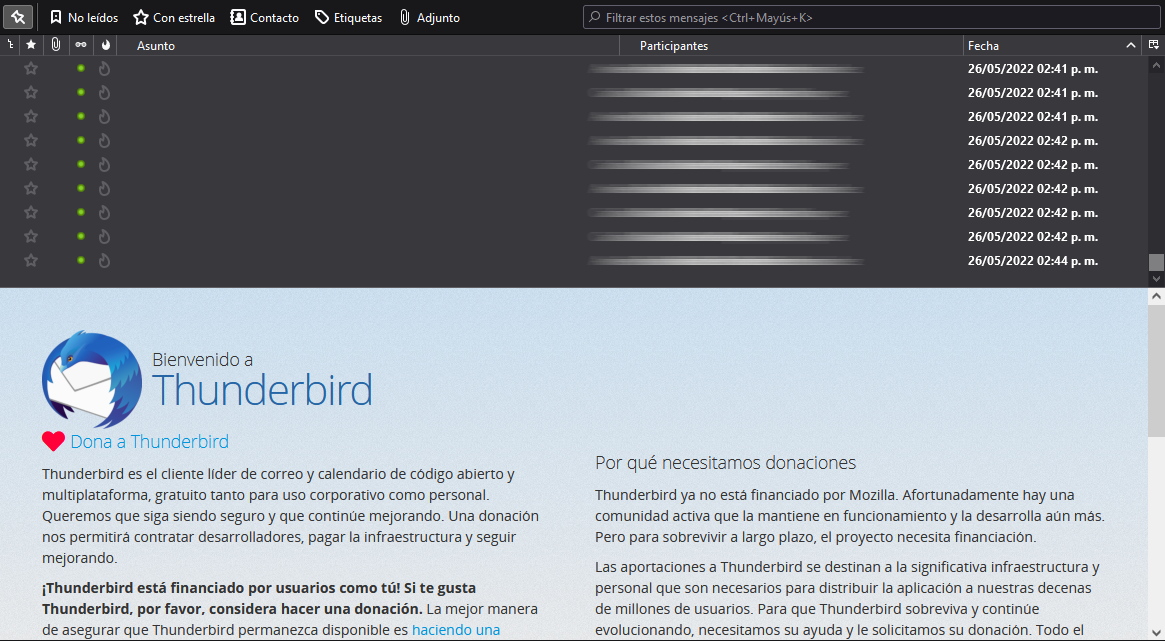 No leídos Con estrella Contacto Etiquetas Adjunto Filtrar estos mensajes <Ctrl+Mayús+K>
Asunto Participantes Fecha
26/05/2022 02:41 p. m.
26/05/2022 02:41 p. m.
26/05/2022 02:41 p. m.
26/05/2022 02:42 p. m.
26/05/2022 02:42 p. m.
26/05/2022 02:42 p. m.
26/05/2022 02:42 p. m.
26/05/2022 02:42 p. m.
26/05/2022 02:44 p. m.
Bienvenido a
Thunderbird
Dona a Thunderbird
Thunderbird es el cliente líder de correo y calendario de código abierto y
multiplataforma, gratuito tanto para uso corporativo como personal.
Queremos que siga siendo seguro y que continúe mejorando. Una donación
nos permitirá contratar desarrolladores, pagar la infraestructura y seguir
mejorando.
¡Thunderbird está financiado por usuarios como tú! Si te gusta
Thunderbird, por favor, considera hacer una donación. La mejor manera
de asegurar que Thunderbird permanezca disponible es haciendo una
Por qué necesitamos donaciones
Thunderbird ya no está financiado por Mozilla. Afortunadamente hay una
comunidad activa que la mantiene en funcionamiento y la desarrolla aún más.
Pero para sobrevivir a largo plazo, el proyecto necesita financiación.
Las aportaciones a Thunderbird se destinan a la significativa infraestructura y
personal que son necesarios para distribuir la aplicación a nuestras decenas
de millones de usuarios. Para que Thunderbird sobreviva y continúe
evolucionando, necesitamos su ayuda y le solicitamos su donación. Todo el